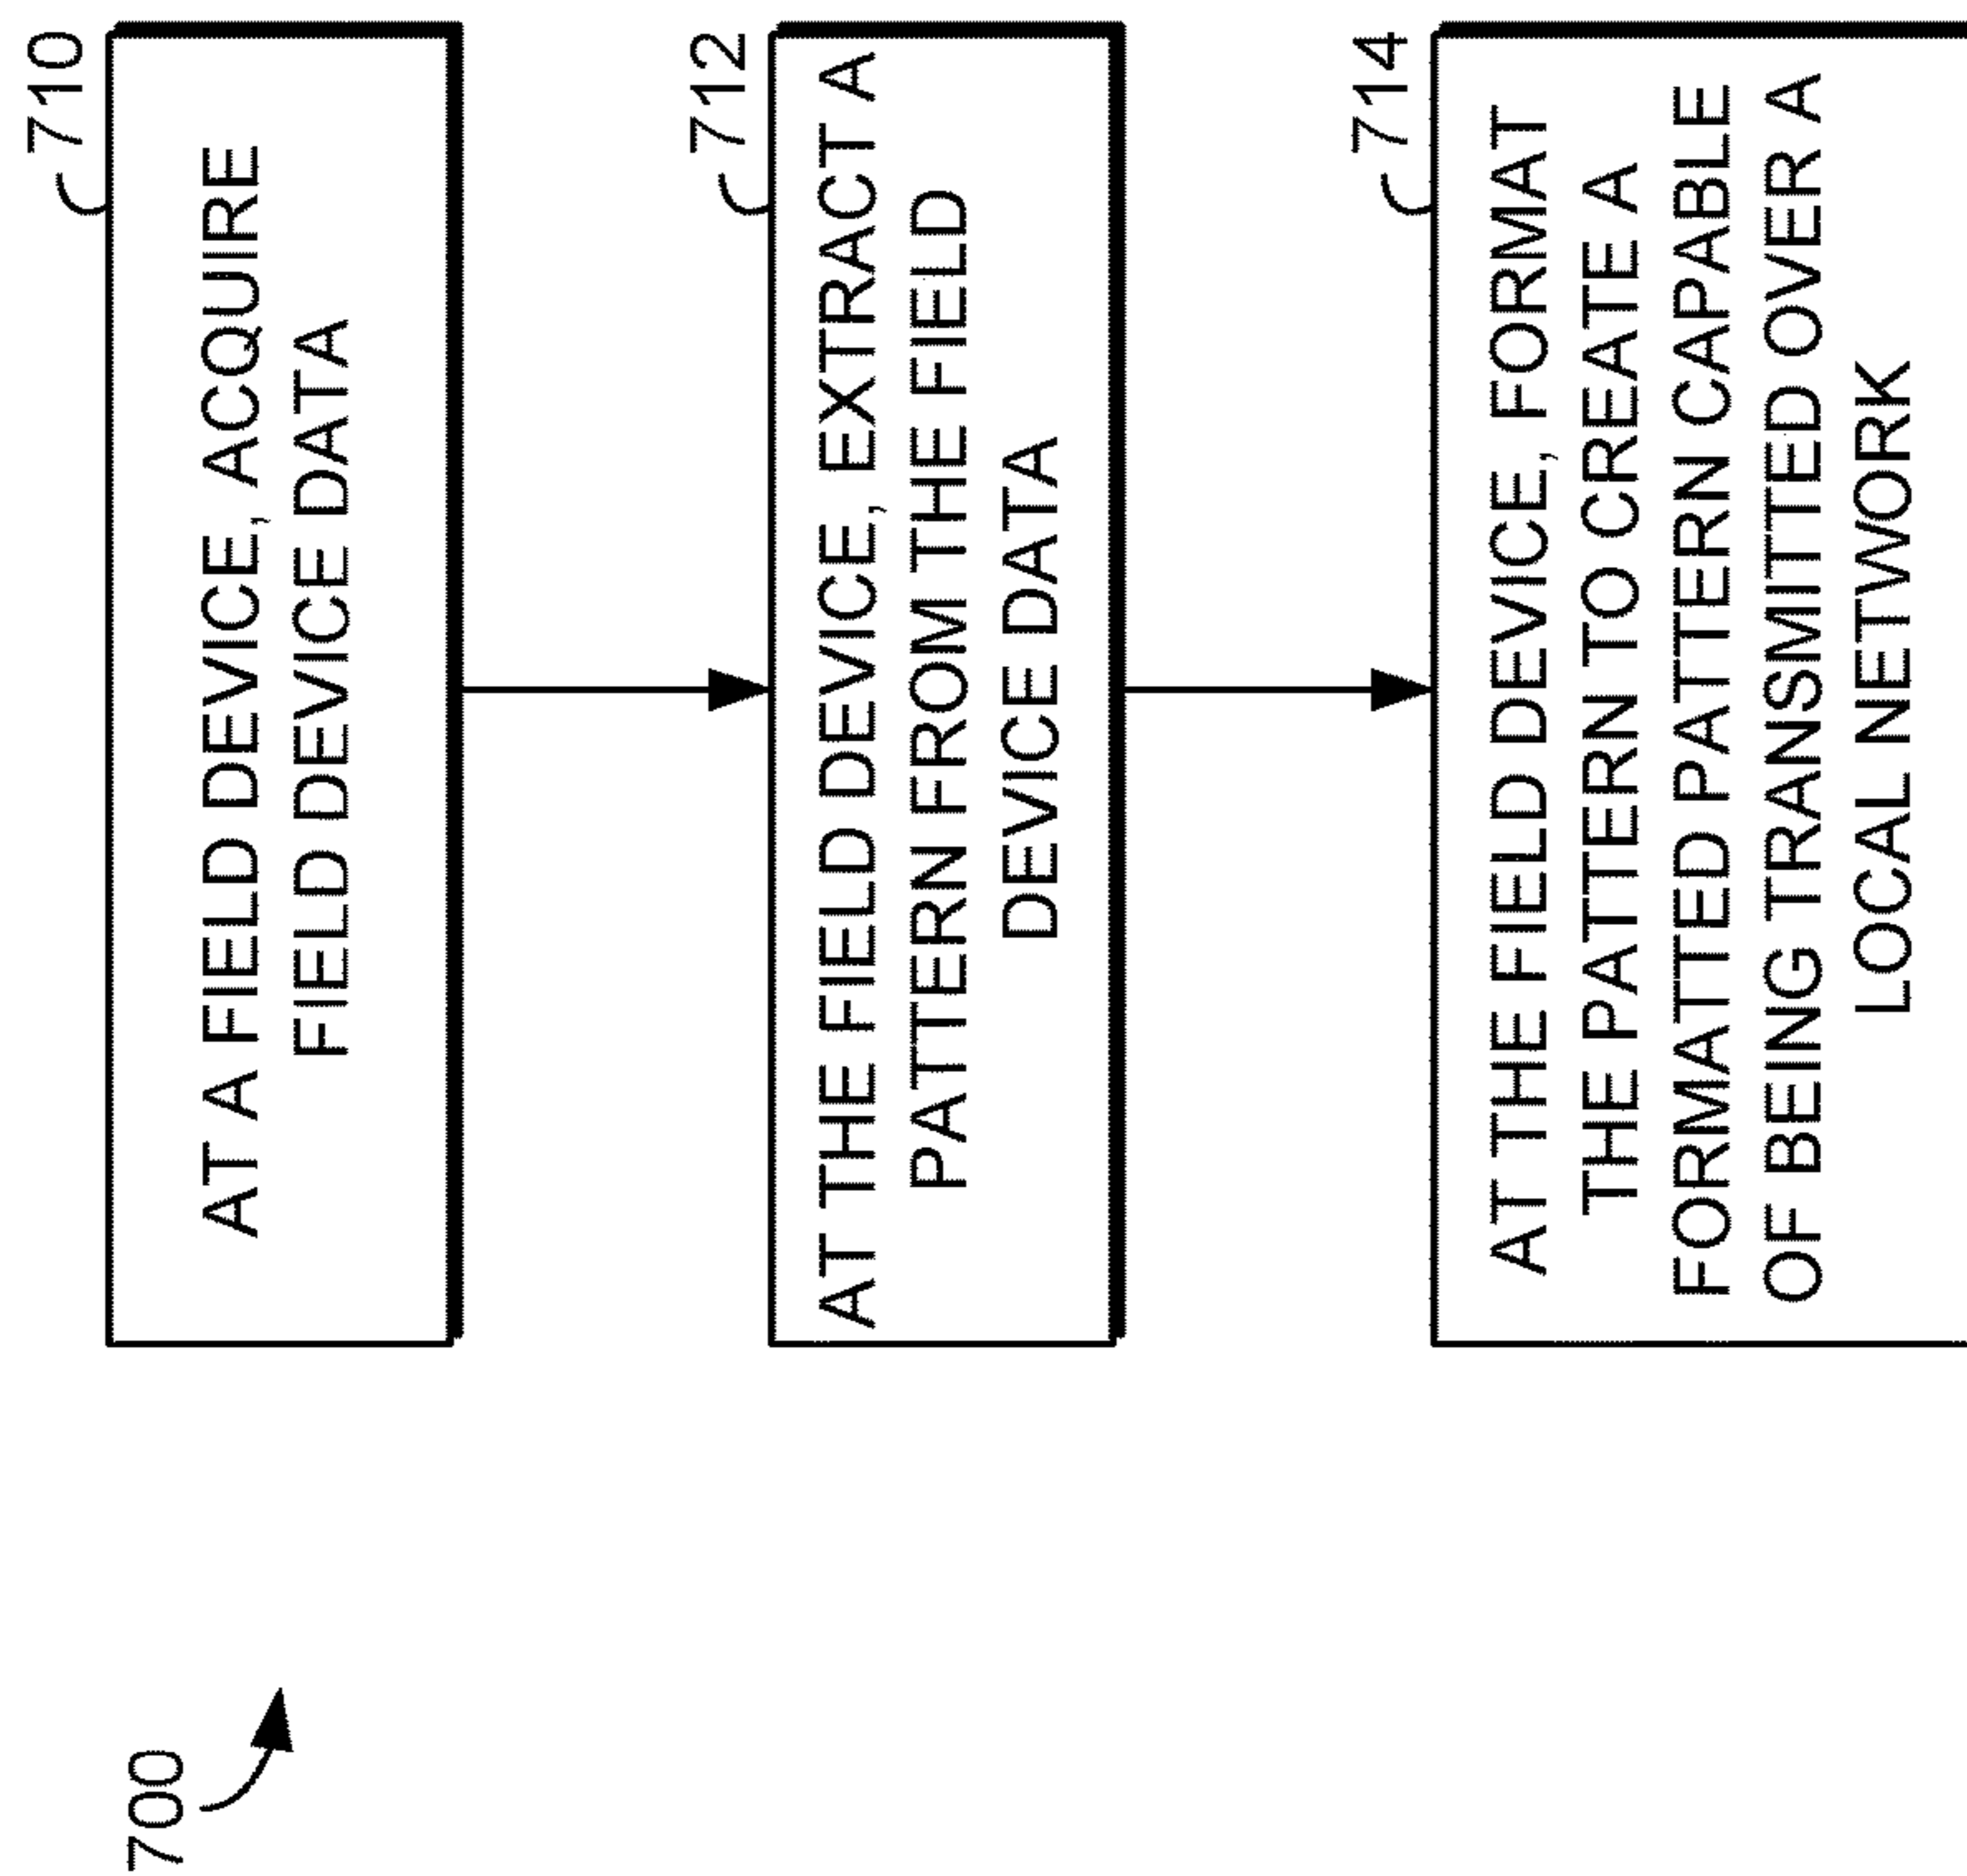 700
710
AT A FIELD DEVICE, ACQUIRE
FIELD DEVICE DATA
712
AT THE FIELD DEVICE, EXTRACT A
PATTERN FROM THE FIELD
DEVICE DATA
714
AT THE FIELD DEVICE, FORMAT
THE PATTERN TO CREATE A
FORMATTED PATTERN CAPABLE
OF BEING TRANSMITTED OVER A
LOCAL NETWORK